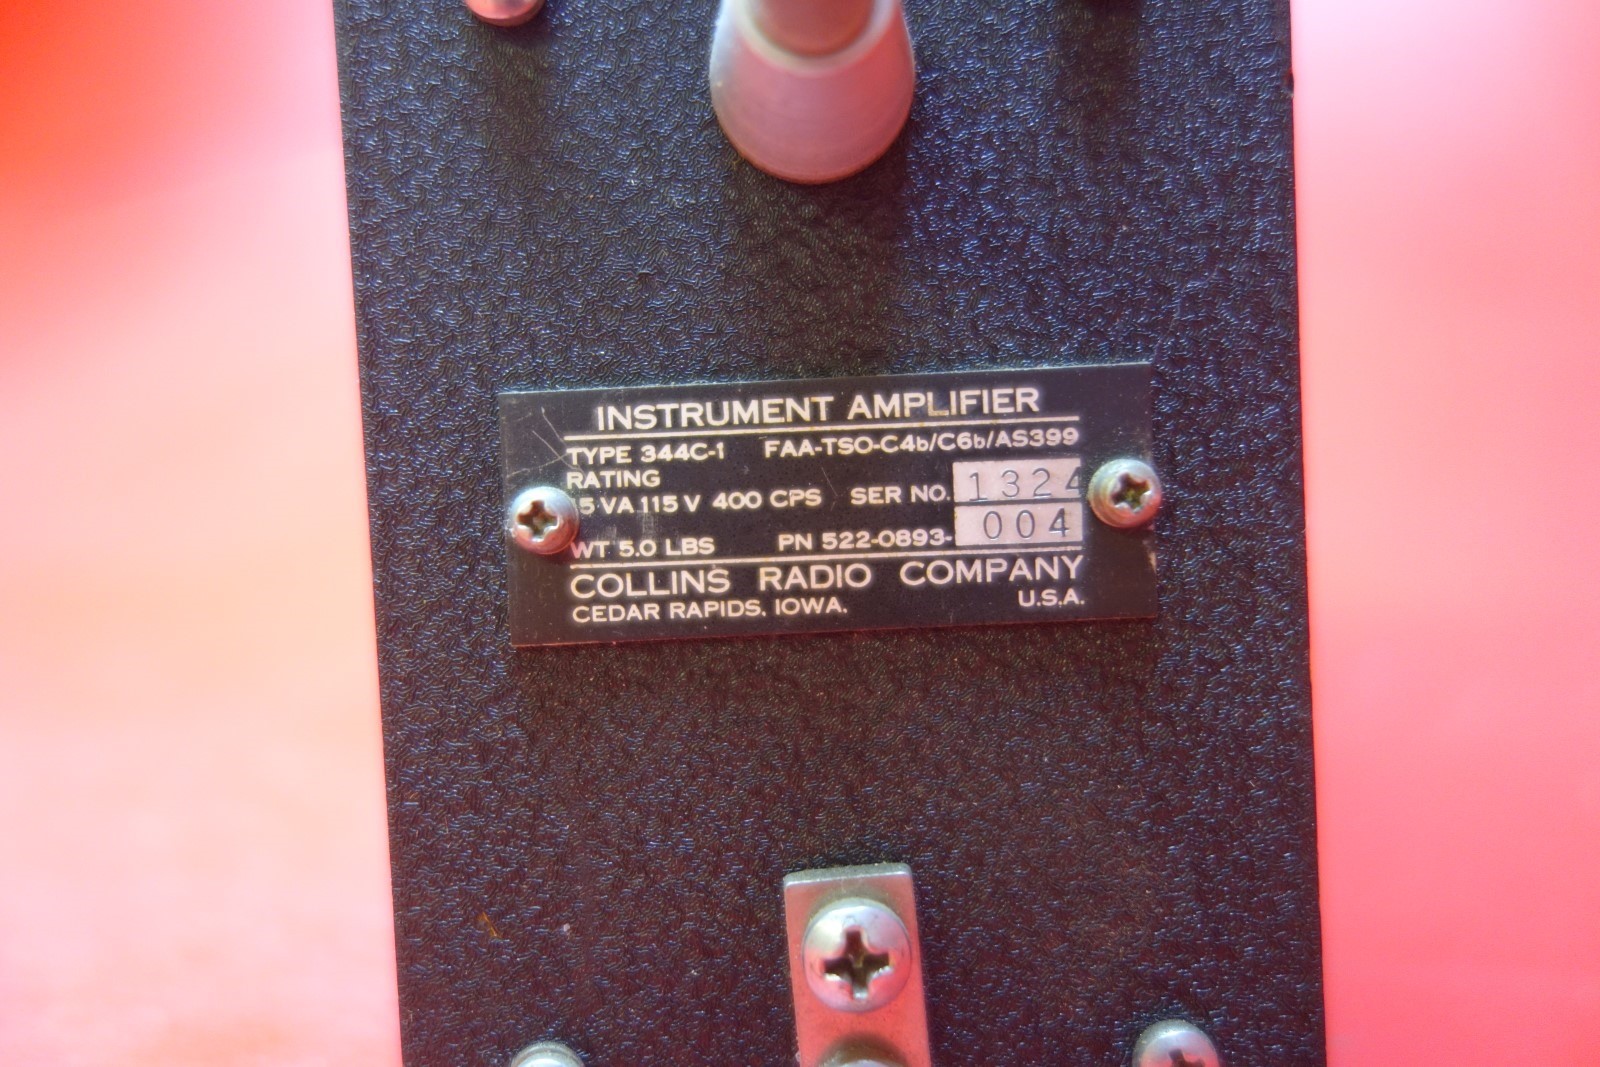 INSTRUMENT AMPLIFIER
TYPE 344C-1 FAA-TSO-C4b/C6b/AS399
RATING
5 VA 115 V 400 CPS SER NO. 1324
WT 5.0 LBS PN 522-0893-004
COLLINS RADIO COMPANY
CEDAR RAPIDS, IOWA. U.S.A.